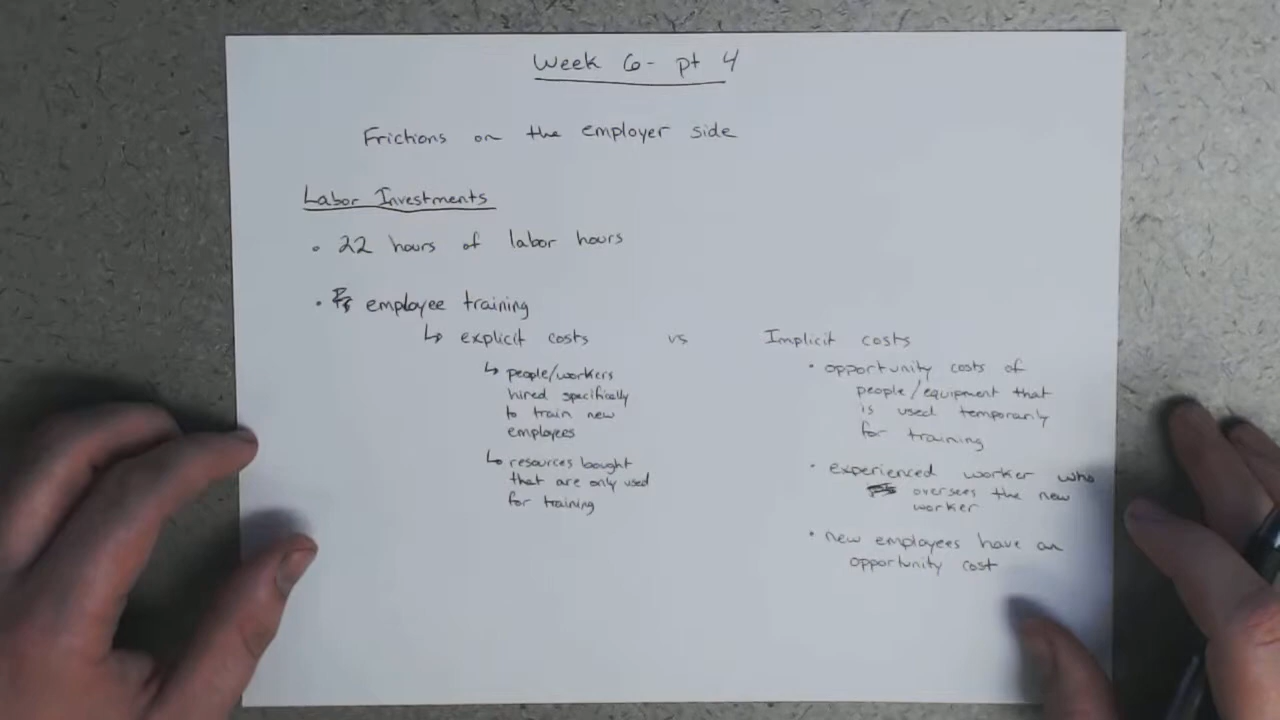 Week 6 - pt 4
Frictions on the employer side
Labor Investments
• 22 hours of labor hours
• employee training
↳ explicit costs vs Implicit costs
↳ people/workers
hired specifically
to train new
employees
↳ resources bought
that are only used
for training
• opportunity costs of
people/equipment that
is used temporarily
for training
• experienced worker who
oversees the new
worker
• new employees have an
opportunity cost